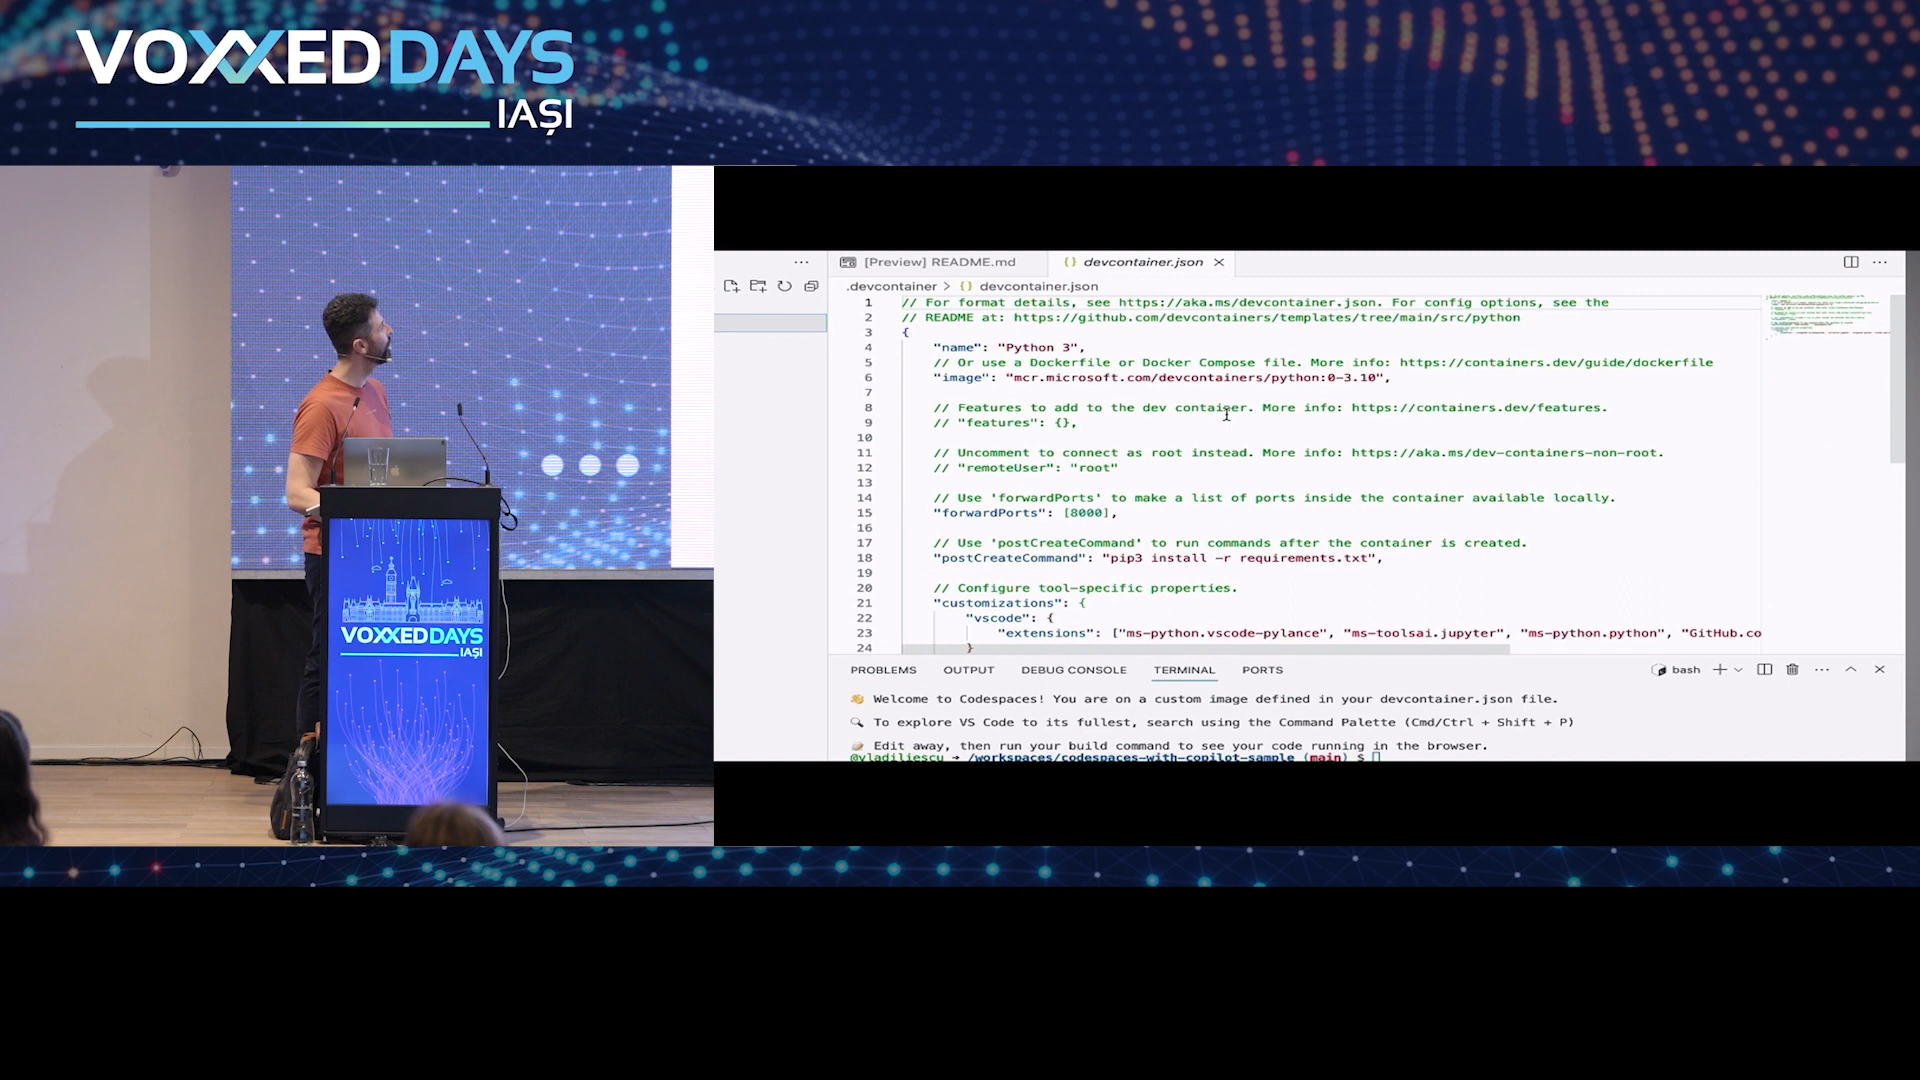 VOXXEDDAYS
IAȘI
VOXXEDDAYS
IAȘI
[Preview] README.md
{} devcontainer.json
.devcontainer > {} devcontainer.json
1 // For format details, see https://aka.ms/devcontainer.json. For config options, see the
2 // README at: https://github.com/devcontainers/templates/tree/main/src/python
3 {
4 "name": "Python 3",
5 // Or use a Dockerfile or Docker Compose file. More info: https://containers.dev/guide/dockerfile
6 "image": "mcr.microsoft.com/devcontainers/python:0-3.10",
7
8 // Features to add to the dev container. More info: https://containers.dev/features.
9 // "features": {},
10
11 // Uncomment to connect as root instead. More info: https://aka.ms/dev-containers-non-root.
12 // "remoteUser": "root"
13
14 // Use 'forwardPorts' to make a list of ports inside the container available locally.
15 "forwardPorts": [8000],
16
17 // Use 'postCreateCommand' to run commands after the container is created.
18 "postCreateCommand": "pip3 install -r requirements.txt",
19
20 // Configure tool-specific properties.
21 "customizations": {
22 "vscode": {
23 "extensions": ["ms-python.vscode-pylance", "ms-toolsai.jupyter", "ms-python.python", "GitHub.co
24 }
PROBLEMS OUTPUT DEBUG CONSOLE TERMINAL PORTS bash
Welcome to Codespaces! You are on a custom image defined in your devcontainer.json file.
To explore VS Code to its fullest, search using the Command Palette (Cmd/Ctrl + Shift + P)
Edit away, then run your build command to see your code running in the browser.
@vladiliescu → /workspaces/codespaces-with-copilot-sample (main) $